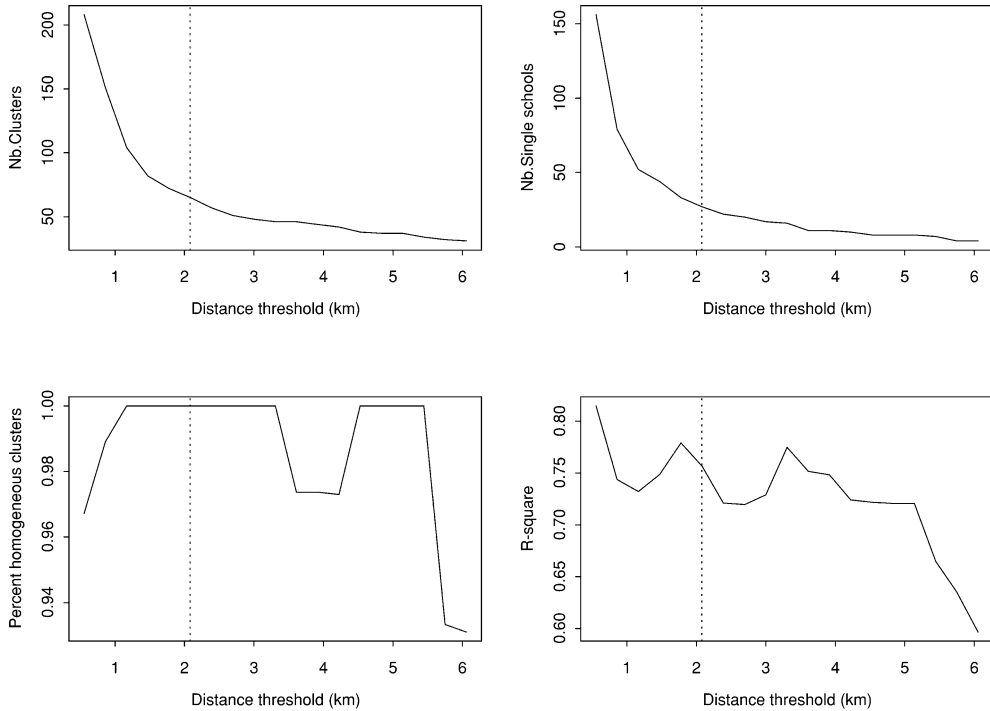 Nb.Clusters
200
150
100
50
1 2 3 4 5 6
Distance threshold (km)
Nb.Single schools
150
100
50
0
1 2 3 4 5 6
Distance threshold (km)
Percent homogeneous clusters
1.00
0.98
0.96
0.94
1 2 3 4 5 6
Distance threshold (km)
R-square
0.80
0.75
0.70
0.65
0.60
1 2 3 4 5 6
Distance threshold (km)